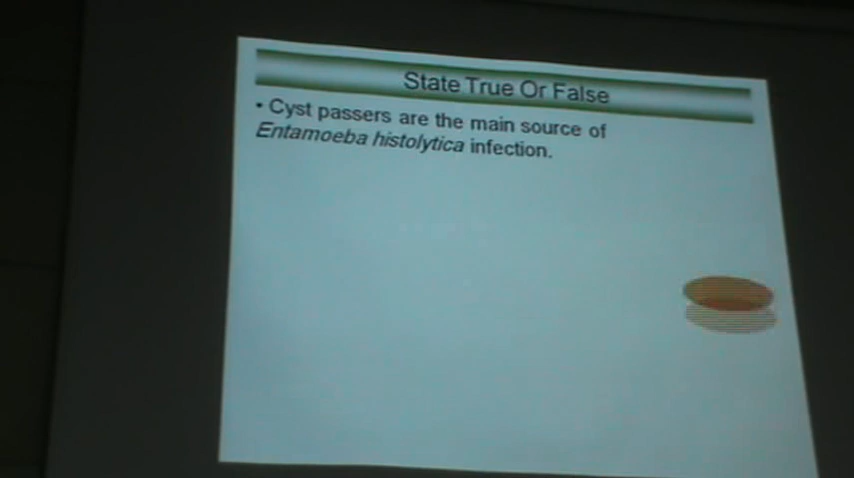 State True Or False
• Cyst passers are the main source of
Entamoeba histolytica infection.